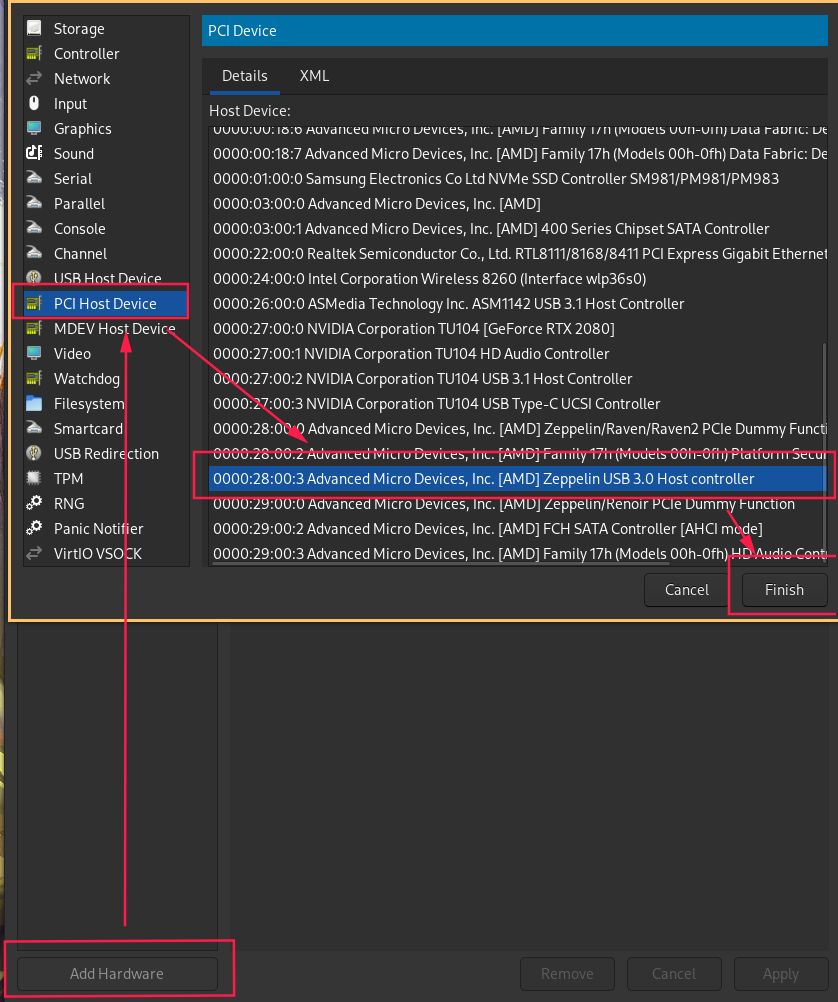 Storage
Controller
Network
Input
Graphics
Sound
Serial
Parallel
Console
Channel
USB Host Device
PCI Host Device
MDEV Host Device
Video
Watchdog
Filesystem
Smartcard
USB Redirection
TPM
RNG
Panic Notifier
VirtIO VSOCK
PCI Device
Details XML
Host Device:
0000:00:18:6 Advanced Micro Devices, Inc. [AMD] Family 17h (Models 00h-0fh) Data Fabric: De
0000:00:18:7 Advanced Micro Devices, Inc. [AMD] Family 17h (Models 00h-0fh) Data Fabric: De
0000:01:00:0 Samsung Electronics Co Ltd NVMe SSD Controller SM981/PM981/PM983
0000:03:00:0 Advanced Micro Devices, Inc. [AMD]
0000:03:00:1 Advanced Micro Devices, Inc. [AMD] 400 Series Chipset SATA Controller
0000:22:00:0 Realtek Semiconductor Co., Ltd. RTL8111/8168/8411 PCI Express Gigabit Ethernet
0000:24:00:0 Intel Corporation Wireless 8260 (Interface wlp36s0)
0000:26:00:0 ASMedia Technology Inc. ASM1142 USB 3.1 Host Controller
0000:27:00:0 NVIDIA Corporation TU104 [GeForce RTX 2080]
0000:27:00:1 NVIDIA Corporation TU104 HD Audio Controller
0000:27:00:2 NVIDIA Corporation TU104 USB 3.1 Host Controller
0000:27:00:3 NVIDIA Corporation TU104 USB Type-C UCSI Controller
0000:28:00:0 Advanced Micro Devices, Inc. [AMD] Zeppelin/Raven/Raven2 PCIe Dummy Functi
0000:28:00:2 Advanced Micro Devices, Inc. [AMD] Family 17h (Models 00h-0fh) Platform Secur
0000:28:00:3 Advanced Micro Devices, Inc. [AMD] Zeppelin USB 3.0 Host controller
0000:29:00:0 Advanced Micro Devices, Inc. [AMD] Zeppelin/Renoir PCIe Dummy Function
0000:29:00:2 Advanced Micro Devices, Inc. [AMD] FCH SATA Controller [AHCI mode]
0000:29:00:3 Advanced Micro Devices, Inc. [AMD] Family 17h (Models 00h-0fh) HD Audio Cont
Cancel Finish
Add Hardware Remove Cancel Apply